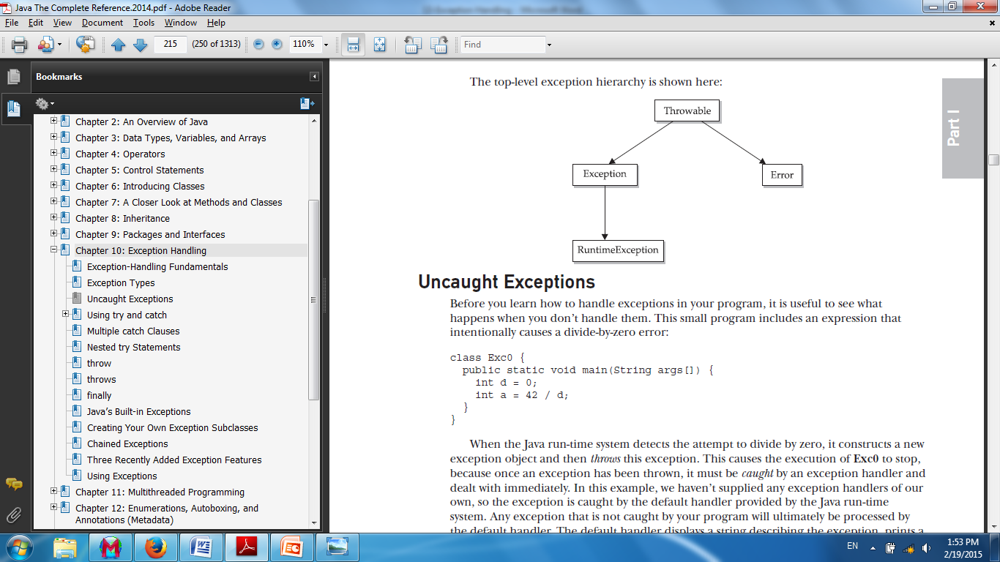 Java The Complete Reference.2014.pdf - Adobe Reader
File Edit View Document Tools Window Help
215 (250 of 1313) 110% Find
Bookmarks
Chapter 2: An Overview of Java
Chapter 3: Data Types, Variables, and Arrays
Chapter 4: Operators
Chapter 5: Control Statements
Chapter 6: Introducing Classes
Chapter 7: A Closer Look at Methods and Classes
Chapter 8: Inheritance
Chapter 9: Packages and Interfaces
Chapter 10: Exception Handling
Exception-Handling Fundamentals
Exception Types
Uncaught Exceptions
Using try and catch
Multiple catch Clauses
Nested try Statements
throw
throws
finally
Java’s Built-in Exceptions
Creating Your Own Exception Subclasses
Chained Exceptions
Three Recently Added Exception Features
Using Exceptions
Chapter 11: Multithreaded Programming
Chapter 12: Enumerations, Autoboxing, and
Annotations (Metadata)
The top-level exception hierarchy is shown here:
Throwable
Exception
Error
RuntimeException
Part I
Uncaught Exceptions
Before you learn how to handle exceptions in your program, it is useful to see what
happens when you don’t handle them. This small program includes an expression that
intentionally causes a divide-by-zero error:
class Exc0 {
public static void main(String args[]) {
int d = 0;
int a = 42 / d;
}
}
When the Java run-time system detects the attempt to divide by zero, it constructs a new
exception object and then throws this exception. This causes the execution of Exc0 to stop,
because once an exception has been thrown, it must be caught by an exception handler and
dealt with immediately. In this example, we haven’t supplied any exception handlers of our
own, so the exception is caught by the default handler provided by the Java run-time
system. Any exception that is not caught by your program will ultimately be processed by
the default handler. The default handler displays a string describing the exception, prints a
EN
1:53 PM
2/19/2015